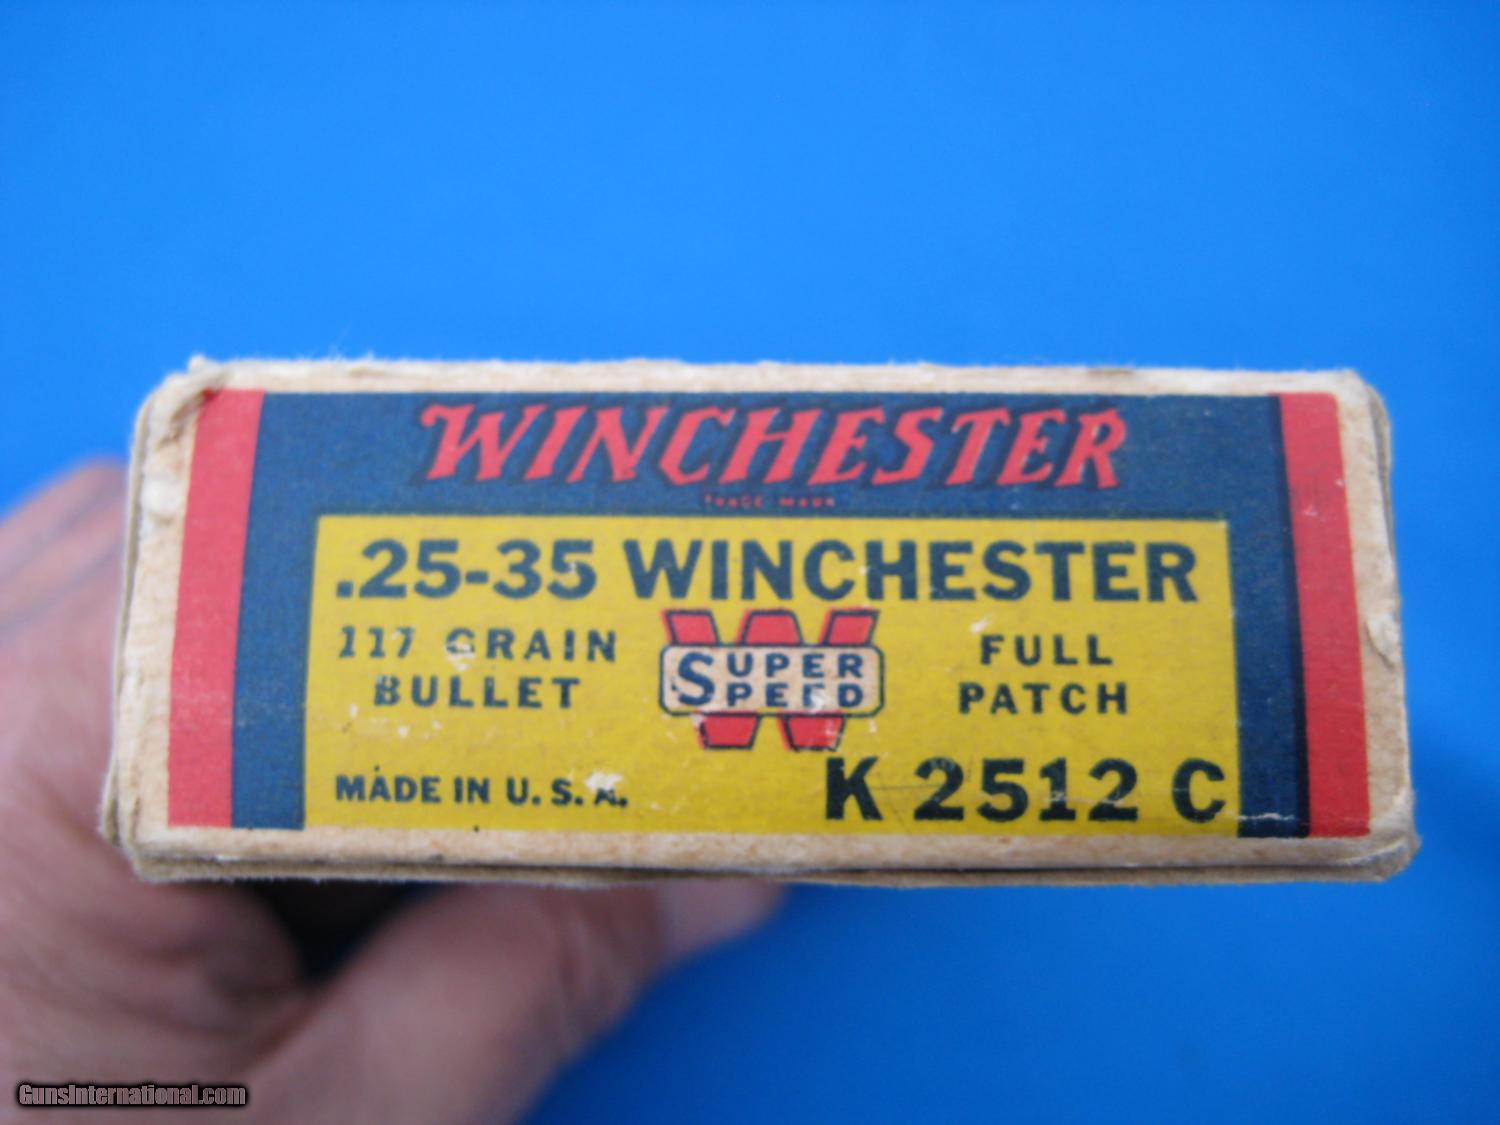 WINCHESTER
TRADE MARK
.25-35 WINCHESTER
117 GRAIN BULLET
SUPER SPEED
FULL PATCH
MADE IN U.S.A.
K 2512 C
GunsInternational.com